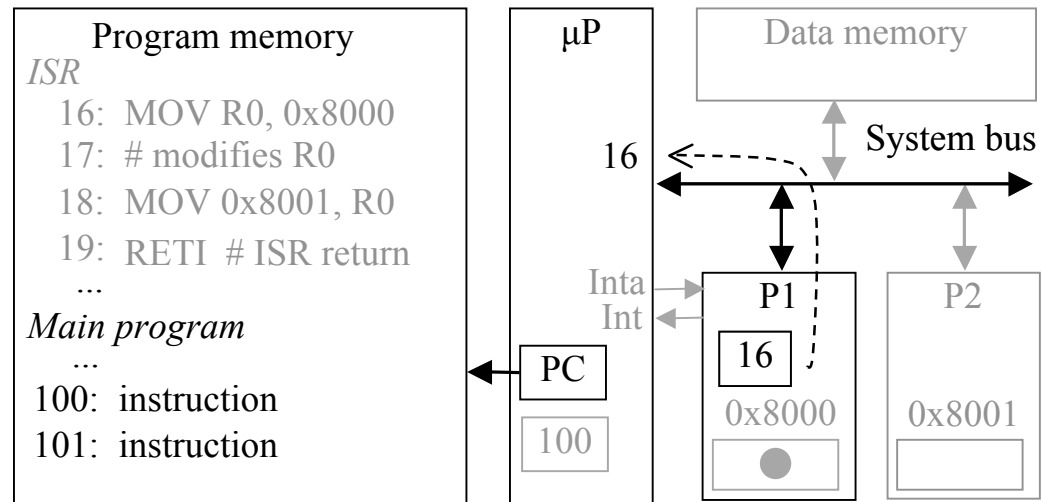 Program memory
ISR
16: MOV R0, 0x8000
17: # modifies R0
18: MOV 0x8001, R0
19: RETI # ISR return
...
Main program
...
100: instruction
101: instruction
μP
16
Inta
Int
PC
100
Data memory
System bus
P1
16
0x8000
P2
0x8001